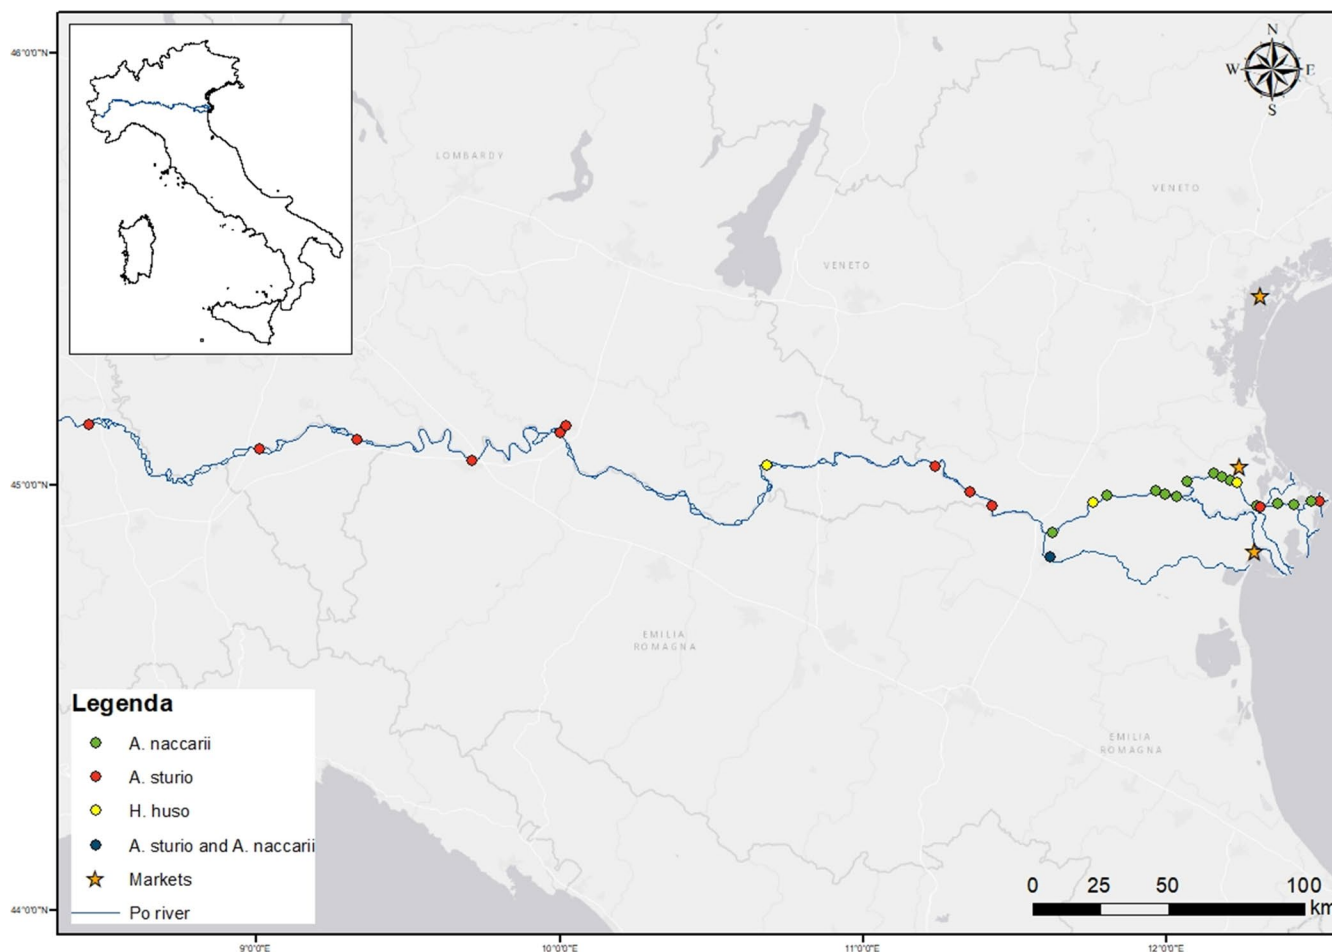 N
W E
S
46°0'0"N
LOMBARDY
VENETO
VENETO
45°0'0"N
EMILIA
ROMAGNA
EMILIA
ROMAGNA
Legenda
A. naccarii
A. sturio
H. huso
A. sturio and A. naccarii
Markets
Po river
0 25 50 100
km
44°0'0"N
9°0'0"E 10°0'0"E 11°0'0"E 12°0'0"E